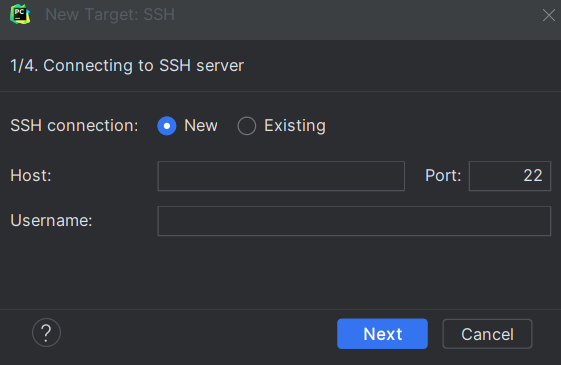 PC
New Target: SSH
1/4. Connecting to SSH server
SSH connection: New Existing
Host: Port: 22
Username:
? Next Cancel